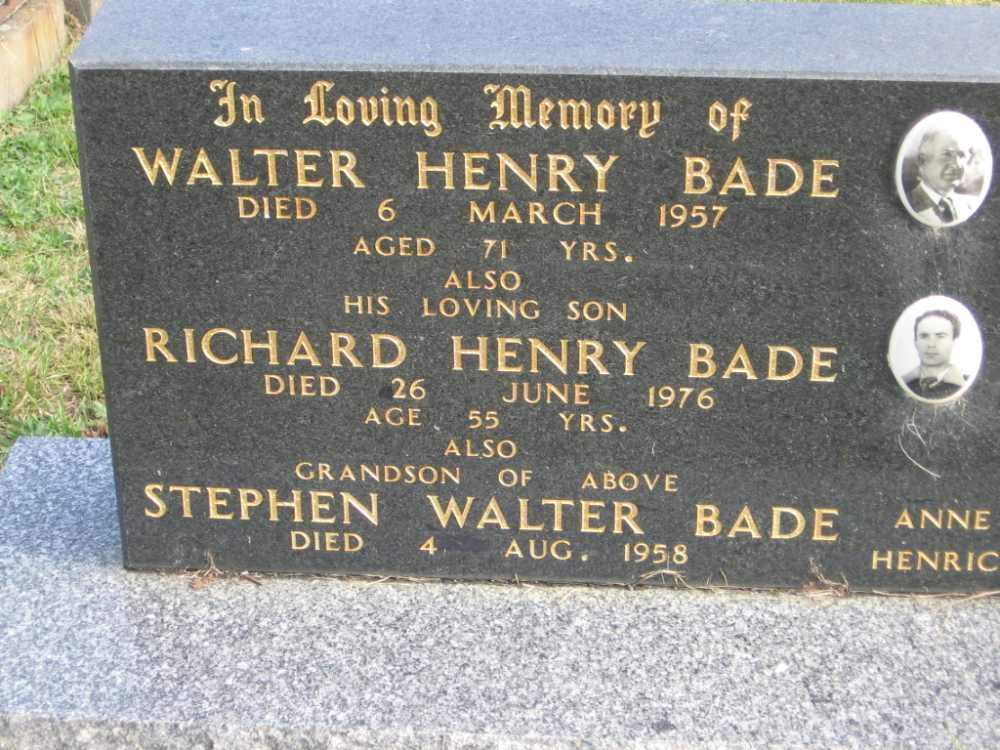 In Loving Memory of
WALTER HENRY BADE
DIED 6 MARCH 1957
AGED 71 YRS.
ALSO
HIS LOVING SON
RICHARD HENRY BADE
DIED 26 JUNE 1976
AGE 55 YRS.
ALSO
GRANDSON OF ABOVE
STEPHEN WALTER BADE
DIED 4 AUG. 1958
ANNE
HENRIC